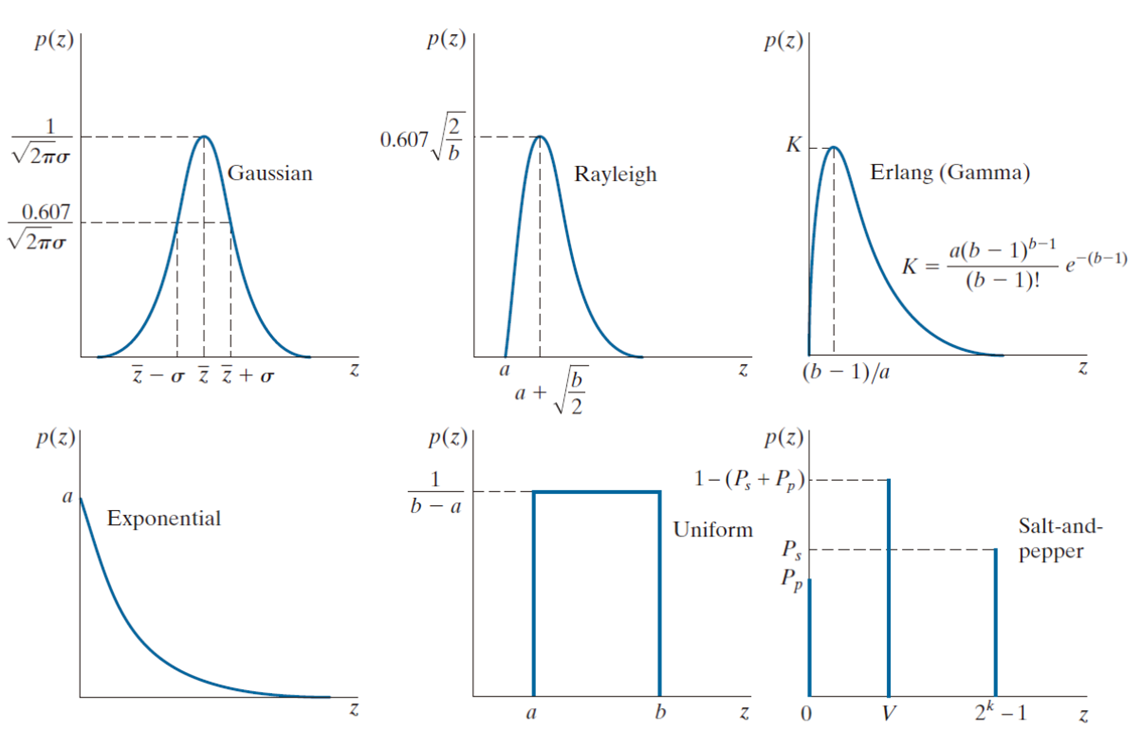 p(z)
1
√2πσ
Gaussian
0.607
√2πσ
z̄ − σ z̄ z̄ + σ z
p(z)
0.607 √2/b
Rayleigh
a
a + √b/2
z
p(z)
K
Erlang (Gamma)
K = a(b − 1)^{b−1} / (b − 1)! e^{−(b−1)}
(b − 1)/a z
p(z)
a
Exponential
z
p(z)
1
b − a
Uniform
a b z
p(z)
1 − (P_s + P_p)
Salt-and-
pepper
P_s
P_p
0 V 2^k − 1 z